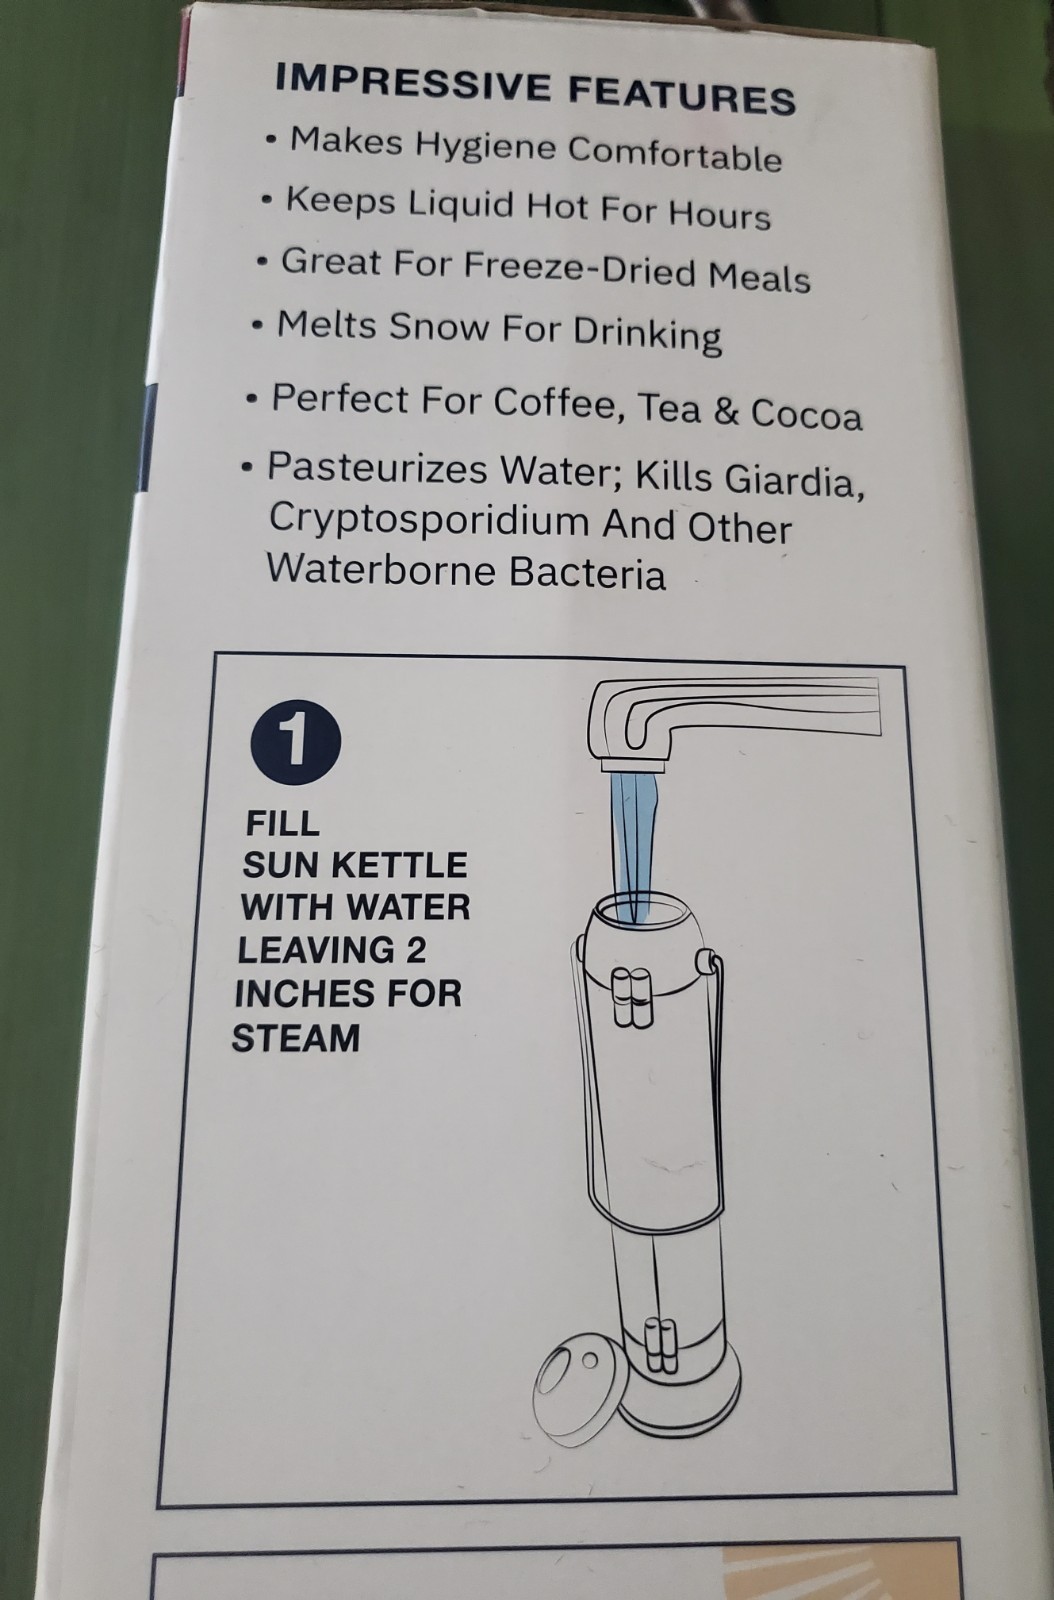 IMPRESSIVE FEATURES
• Makes Hygiene Comfortable
• Keeps Liquid Hot For Hours
• Great For Freeze-Dried Meals
• Melts Snow For Drinking
• Perfect For Coffee, Tea & Cocoa
• Pasteurizes Water; Kills Giardia,
Cryptosporidium And Other
Waterborne Bacteria
1
FILL
SUN KETTLE
WITH WATER
LEAVING 2
INCHES FOR
STEAM